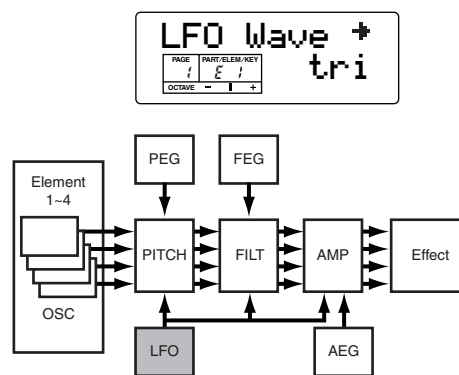 LFO Wave
PAGE PART/ELEM/KEY
1 E 1 tri
OCTAVE − +
PEG FEG
Element
1~4
PITCH FILT AMP Effect
OSC
LFO AEG